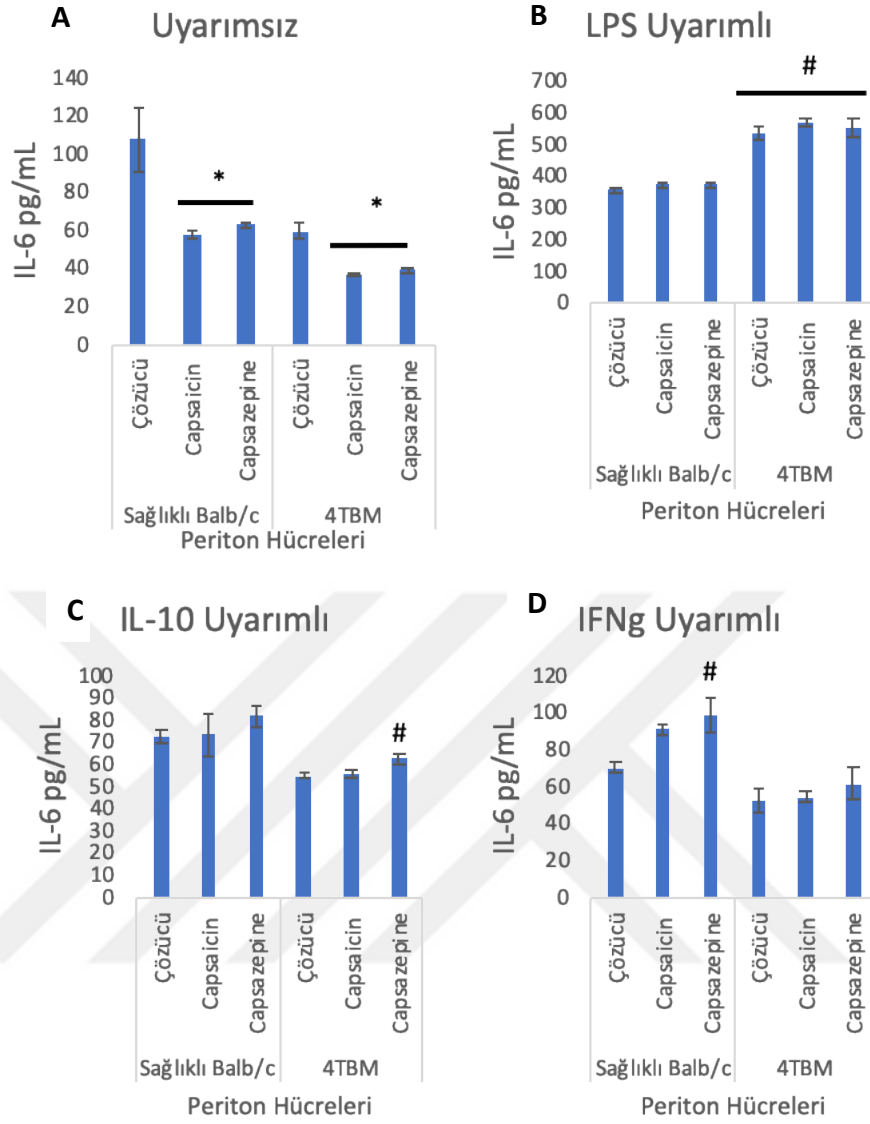 A
Uyarımsız
140
120
100
80
60
40
20
0
IL-6 pg/mL
*
*
Çözücü
Capsaicin
Capsazepine
Çözücü
Capsaicin
Capsazepine
Sağlıklı Balb/c
4TBM
Periton Hücreleri
B
LPS Uyarımlı
700
600
500
400
300
200
100
0
IL-6 pg/mL
#
Çözücü
Capsaicin
Capsazepine
Çözücü
Capsaicin
Capsazepine
Sağlıklı Balb/c
4TBM
Periton Hücreleri
C
IL-10 Uyarımlı
100
90
80
70
60
50
40
30
20
10
0
IL-6 pg/mL
#
Çözücü
Capsaicin
Capsazepine
Çözücü
Capsaicin
Capsazepine
Sağlıklı Balb/c
4TBM
Periton Hücreleri
D
IFNg Uyarımlı
120
100
80
60
40
20
0
IL-6 pg/mL
#
Çözücü
Capsaicin
Capsazepine
Çözücü
Capsaicin
Capsazepine
Sağlıklı Balb/c
4TBM
Periton Hücreleri